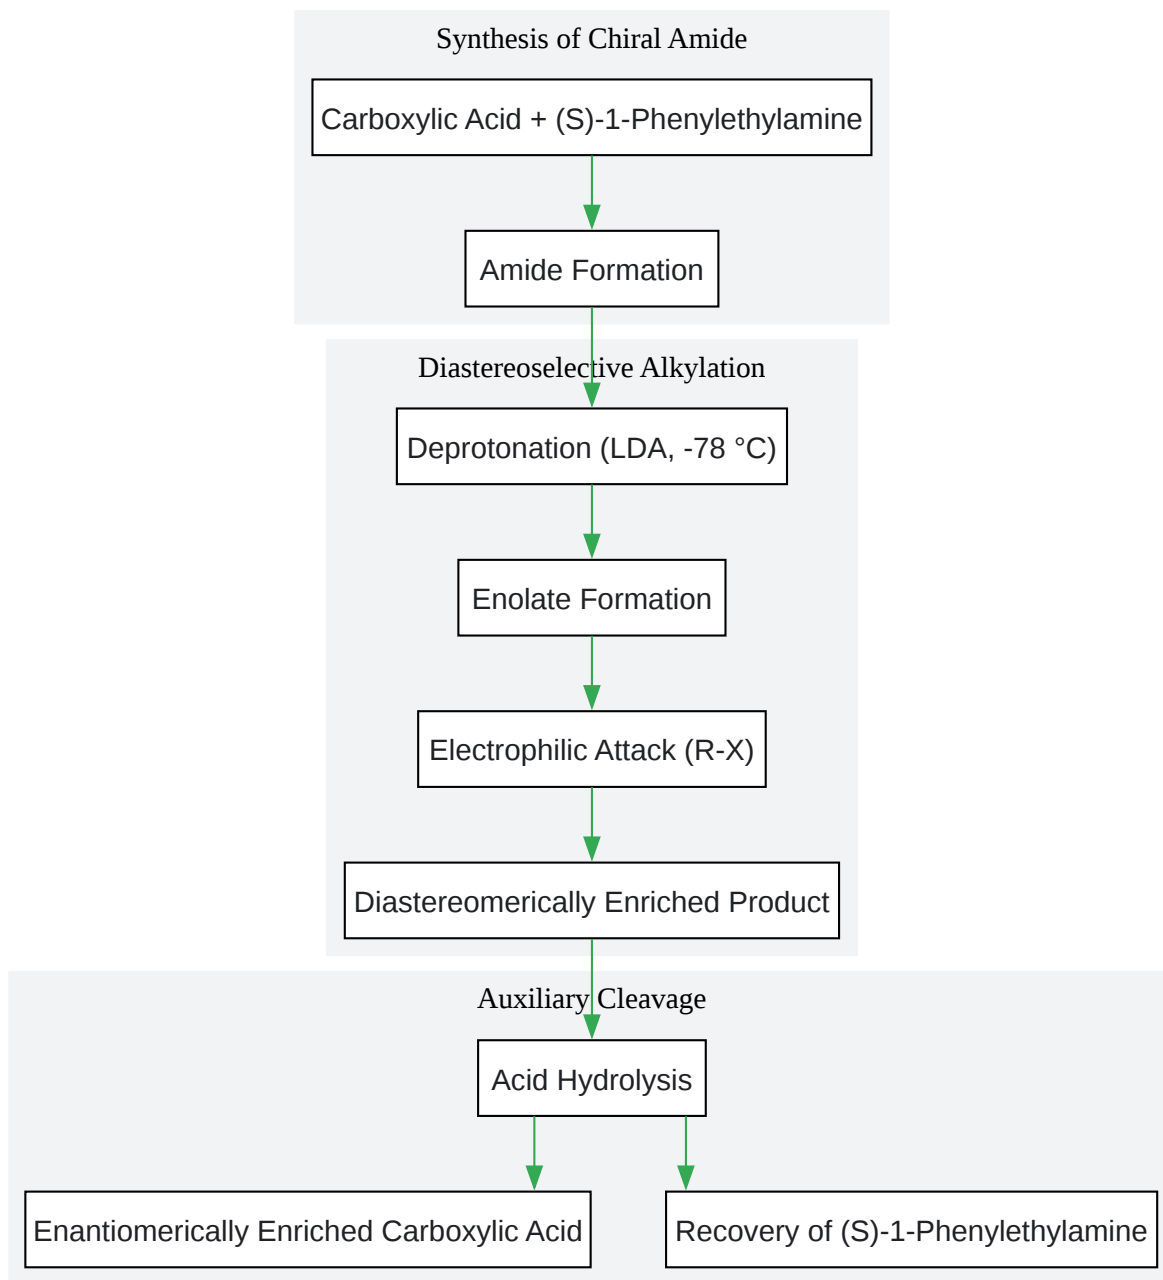 Synthesis of Chiral Amide
Carboxylic Acid + (S)-1-Phenylethylamine
Amide Formation
Diastereoselective Alkylation
Deprotonation (LDA, -78 °C)
Enolate Formation
Electrophilic Attack (R-X)
Diastereomerically Enriched Product
Auxiliary Cleavage
Acid Hydrolysis
Enantiomerically Enriched Carboxylic Acid
Recovery of (S)-1-Phenylethylamine